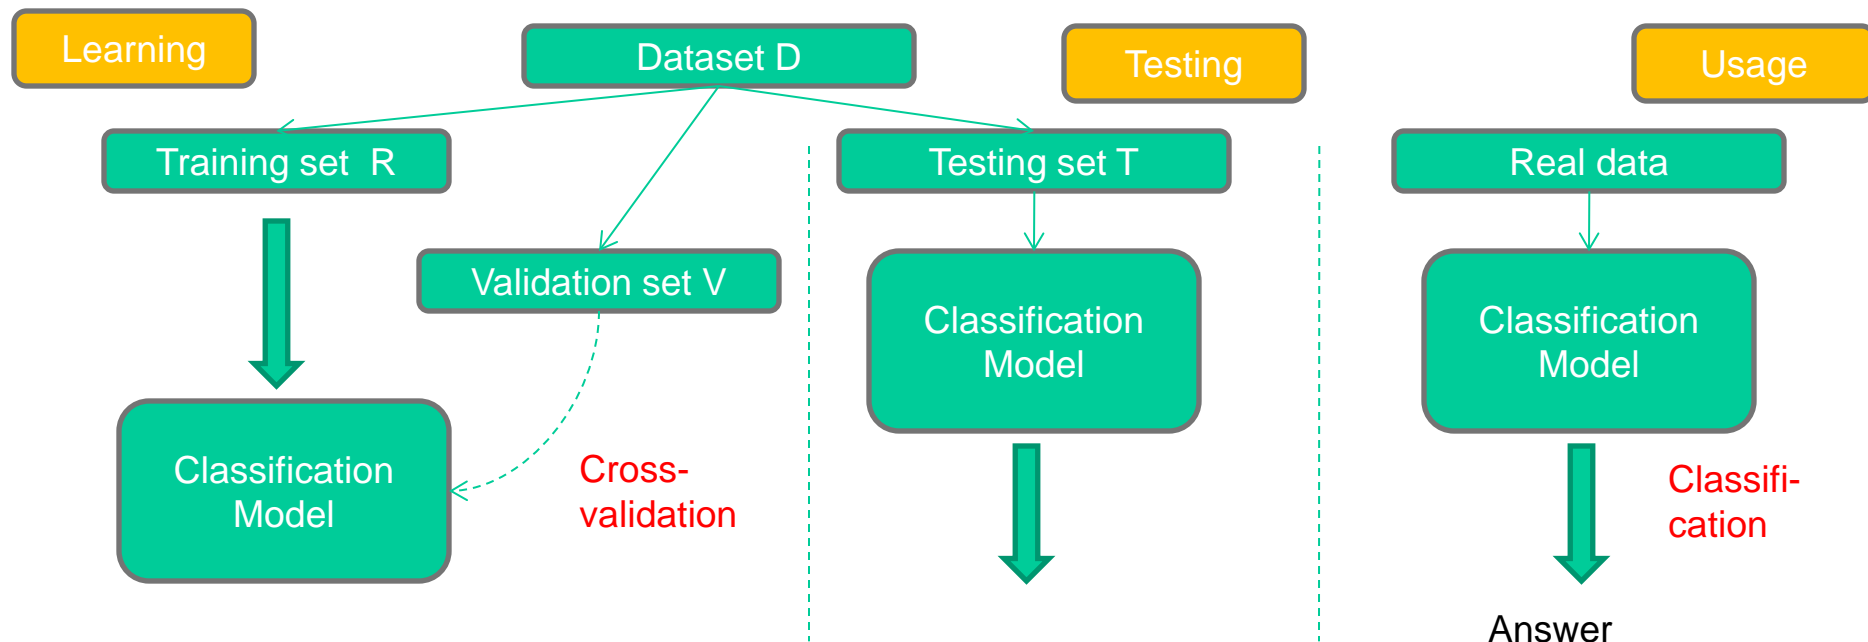 Learning
Dataset D
Testing
Usage
Training set R
Testing set T
Real data
Validation set V
Classification
Model
Classification
Model
Classification
Model
Cross-
validation
Classifi-
cation
Answer